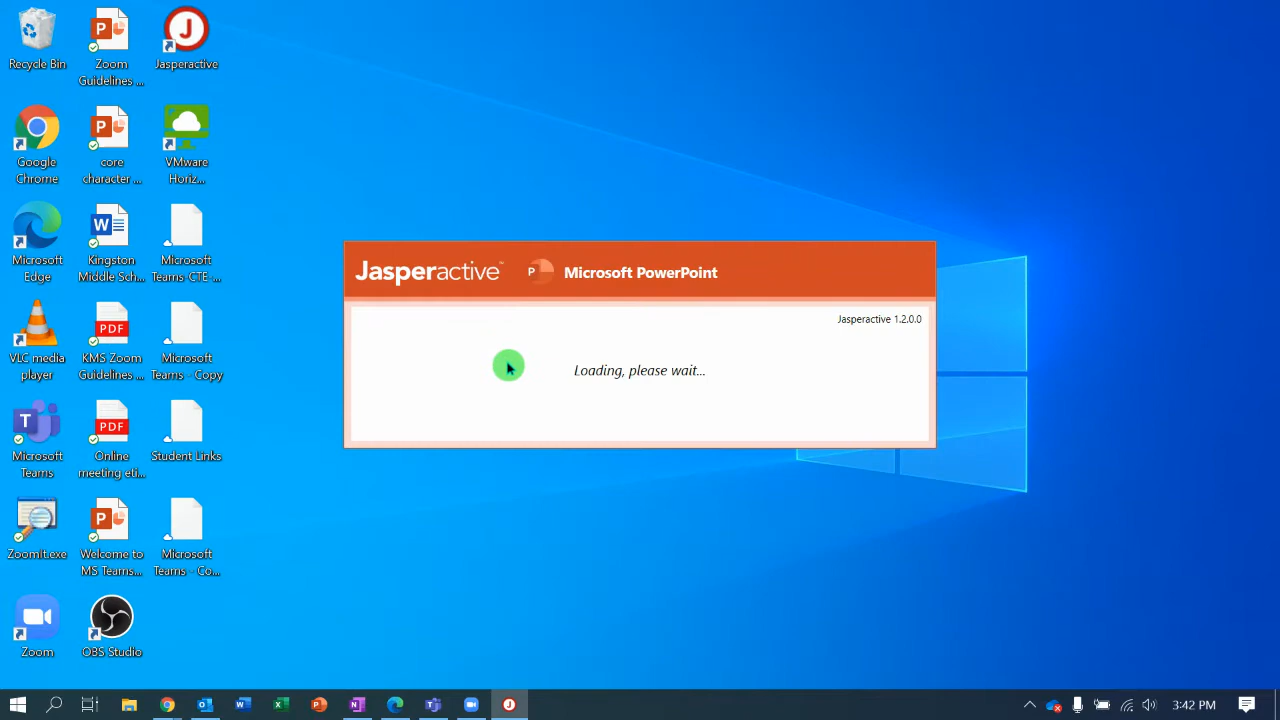 Recycle Bin
Zoom
Guidelines ...
Jasperactive
Google
Chrome
core
character ...
VMware
Horiz...
Microsoft
Edge
Kingston
Middle Sch...
Microsoft
Teams-CTE-...
VLC media
player
KMS Zoom
Guidelines ...
Microsoft
Teams - Copy
Microsoft
Teams
Online
meeting eti...
Student Links
ZoomIt.exe
Welcome to
MS Teams...
Microsoft
Teams - Co...
Zoom
OBS Studio
PDF
PDF
Jasperactive™
Microsoft PowerPoint
Jasperactive 1.2.0.0
Loading, please wait...
3:42 PM